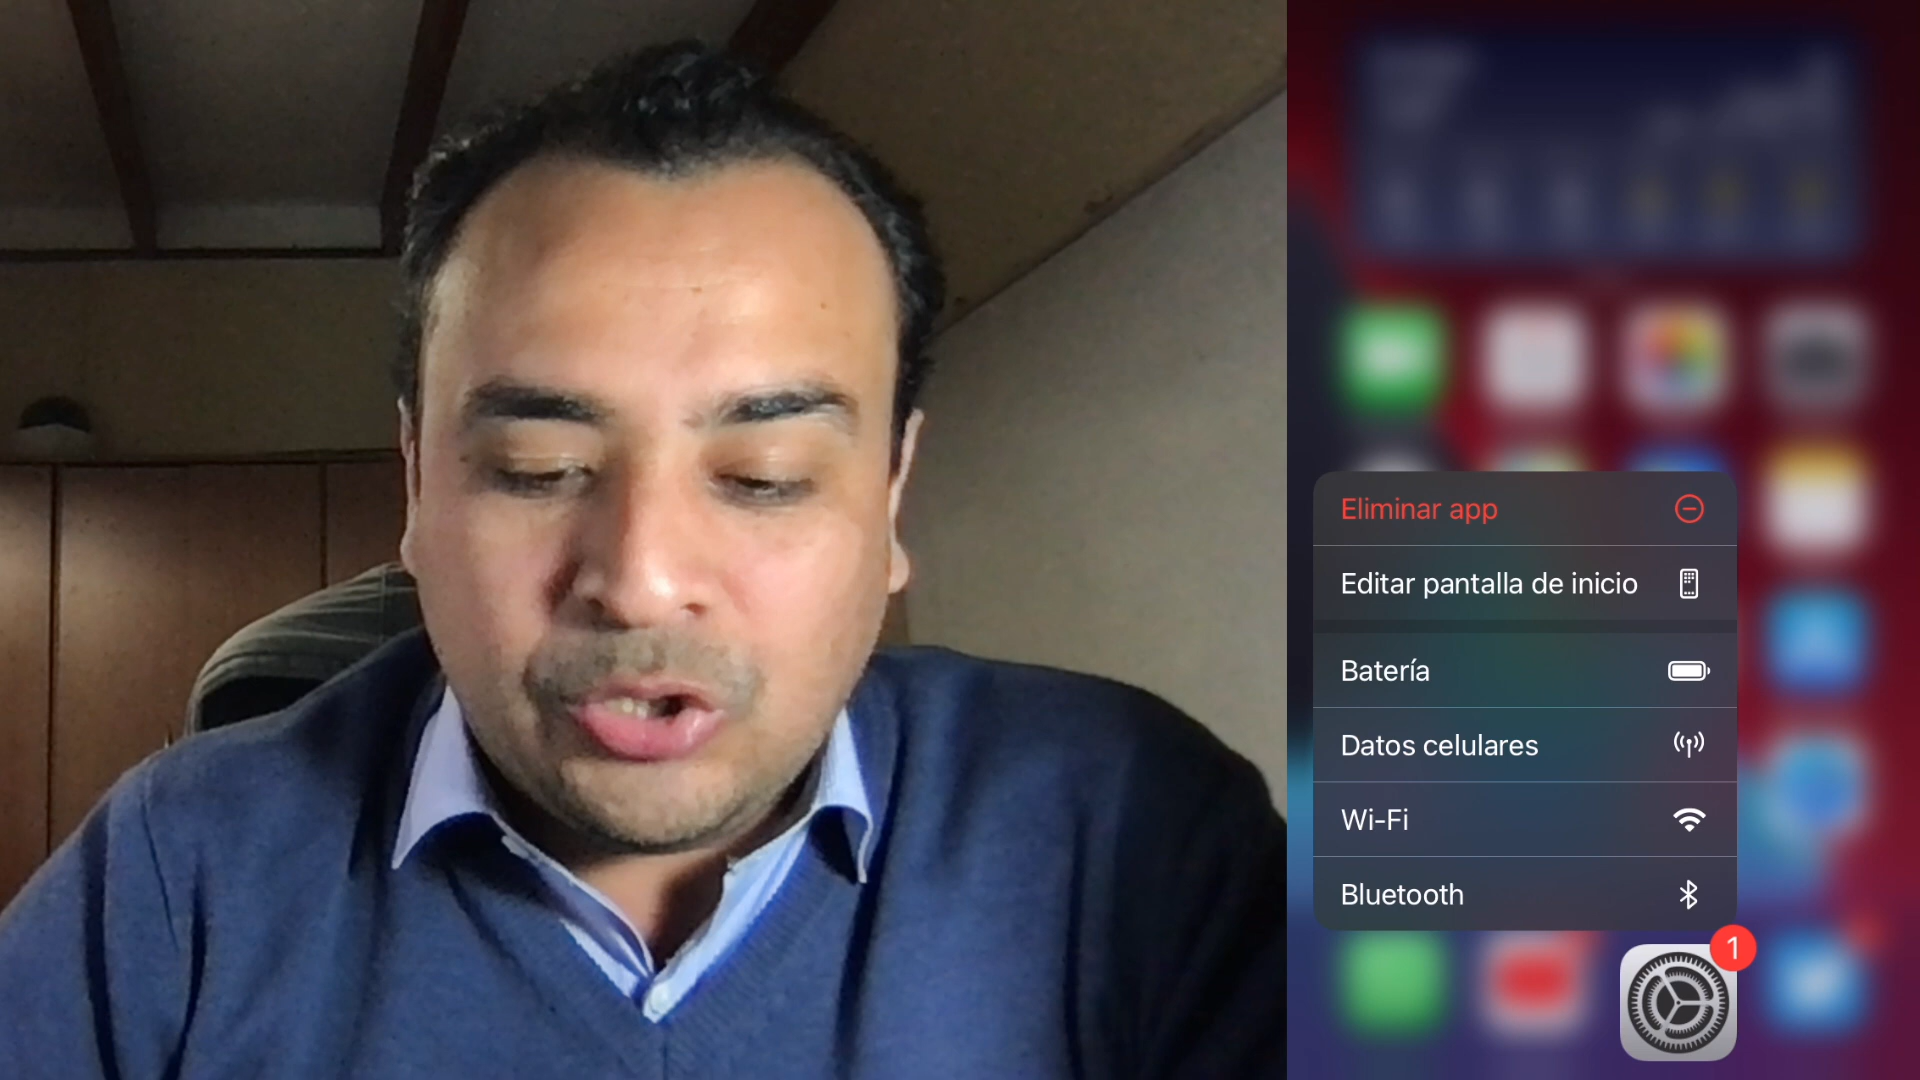 Eliminar app
Editar pantalla de inicio
Batería
Datos celulares
Wi-Fi
Bluetooth
1